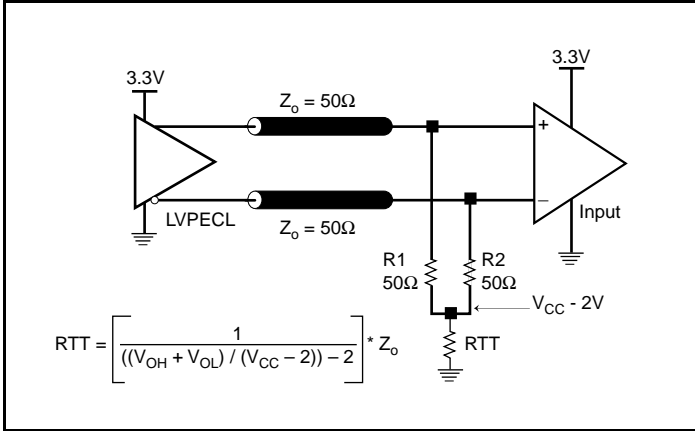 3.3V
3.3V
Zo = 50Ω
+
–
LVPECL
Input
Zo = 50Ω
R1
50Ω
R2
50Ω
VCC - 2V
RTT
RTT = [ 1 / ((VOH + VOL) / (VCC – 2)) – 2 ] * Zo